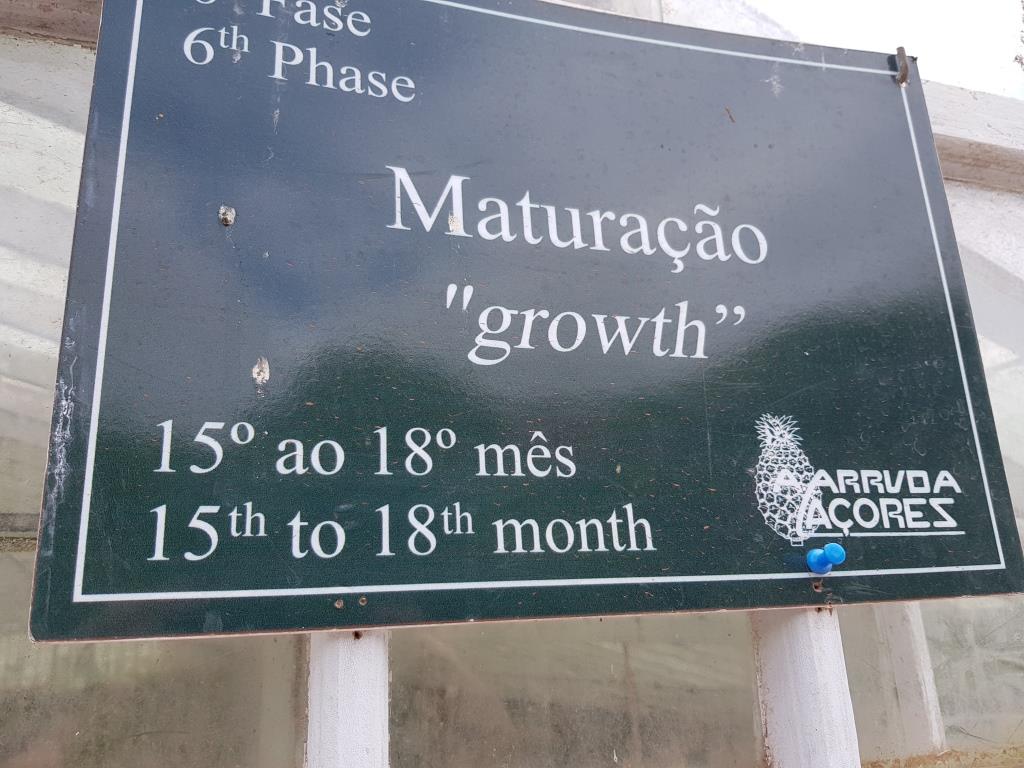 Fase
6th Phase
Maturação
"growth”
15º ao 18º mês
15th to 18th month
A ARRUDA
AÇORES